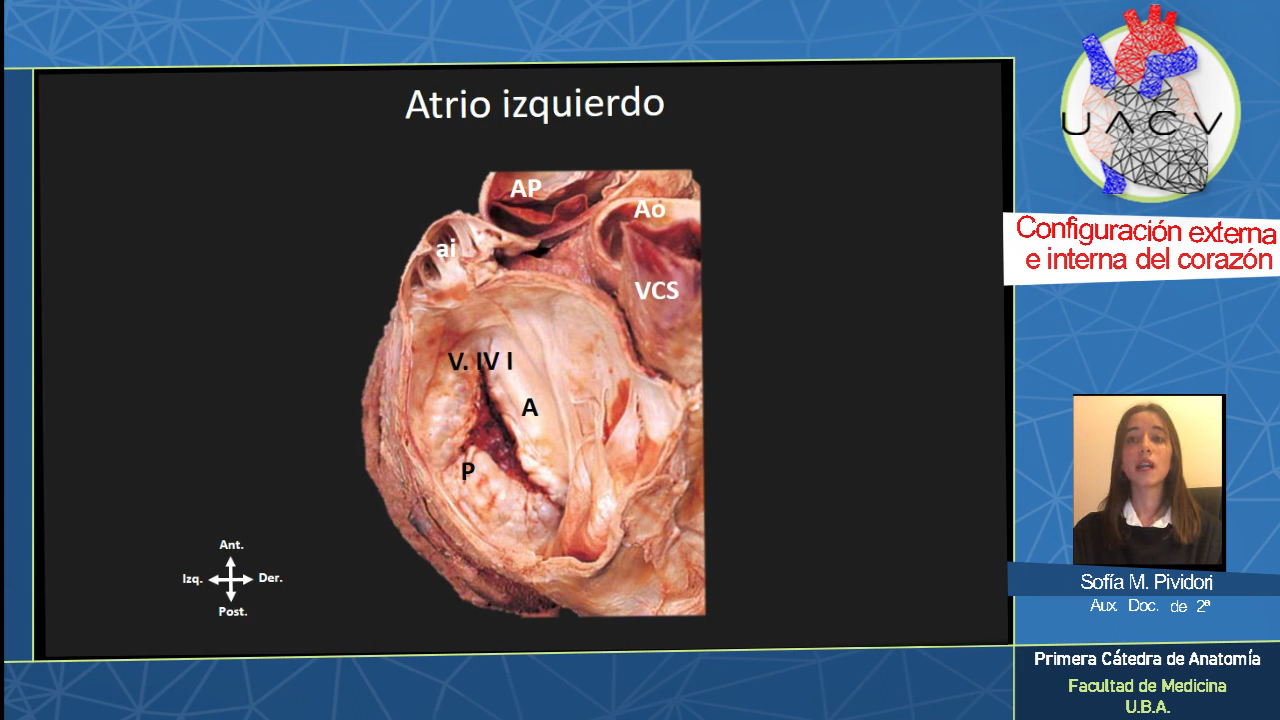 Atrio izquierdo
AP
Ao
ai
VCS
V. IV I
A
P
Ant.
Izq. Der.
Post.
UACV
Configuración externa
e interna del corazón
Sofía M. Pividori
Aux. Doc. de 2ª
Primera Cátedra de Anatomía
Facultad de Medicina
U.B.A.